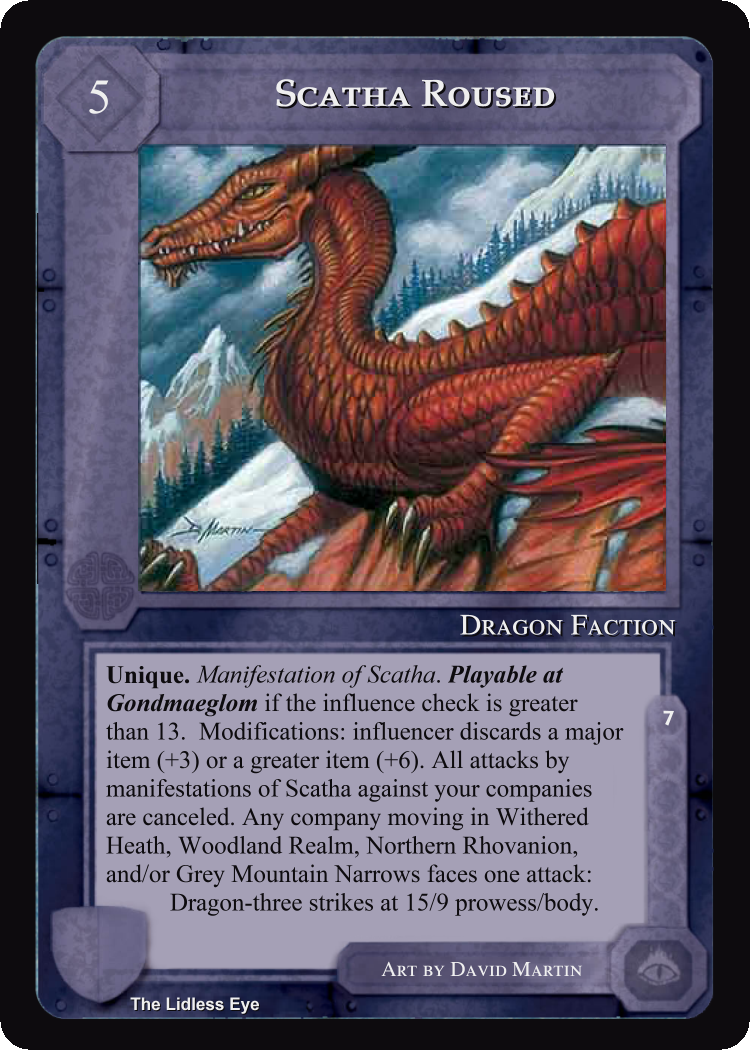 5
Scatha Roused
D. Martin
Dragon Faction
Unique. Manifestation of Scatha. Playable at
Gondmaeglom if the influence check is greater
than 13. Modifications: influencer discards a major
item (+3) or a greater item (+6). All attacks by
manifestations of Scatha against your companies
are canceled. Any company moving in Withered
Heath, Woodland Realm, Northern Rhovanion,
and/or Grey Mountain Narrows faces one attack:
Dragon-three strikes at 15/9 prowess/body.
7
Art by David Martin
The Lidless Eye